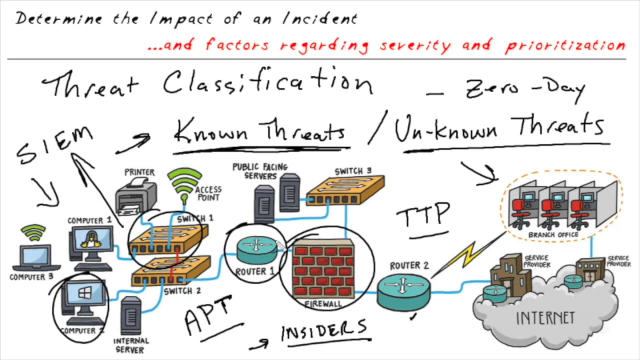 Determine the Impact of an Incident
...and factors regarding severity and prioritization
Threat Classification
- Zero-Day
SIEM
→ Known Threats / Un-known Threats
PRINTER
ACCESS POINT
PUBLIC FACING SERVERS
SWITCH 3
SWITCH 1
COMPUTER 1
COMPUTER 3
COMPUTER 2
SWITCH 2
INTERNAL SERVER
ROUTER 1
FIREWALL
ROUTER 2
TTP
BRANCH OFFICE
SERVICE PROVIDER
SERVICE PROVIDER
INTERNET
APT
→ INSIDERS